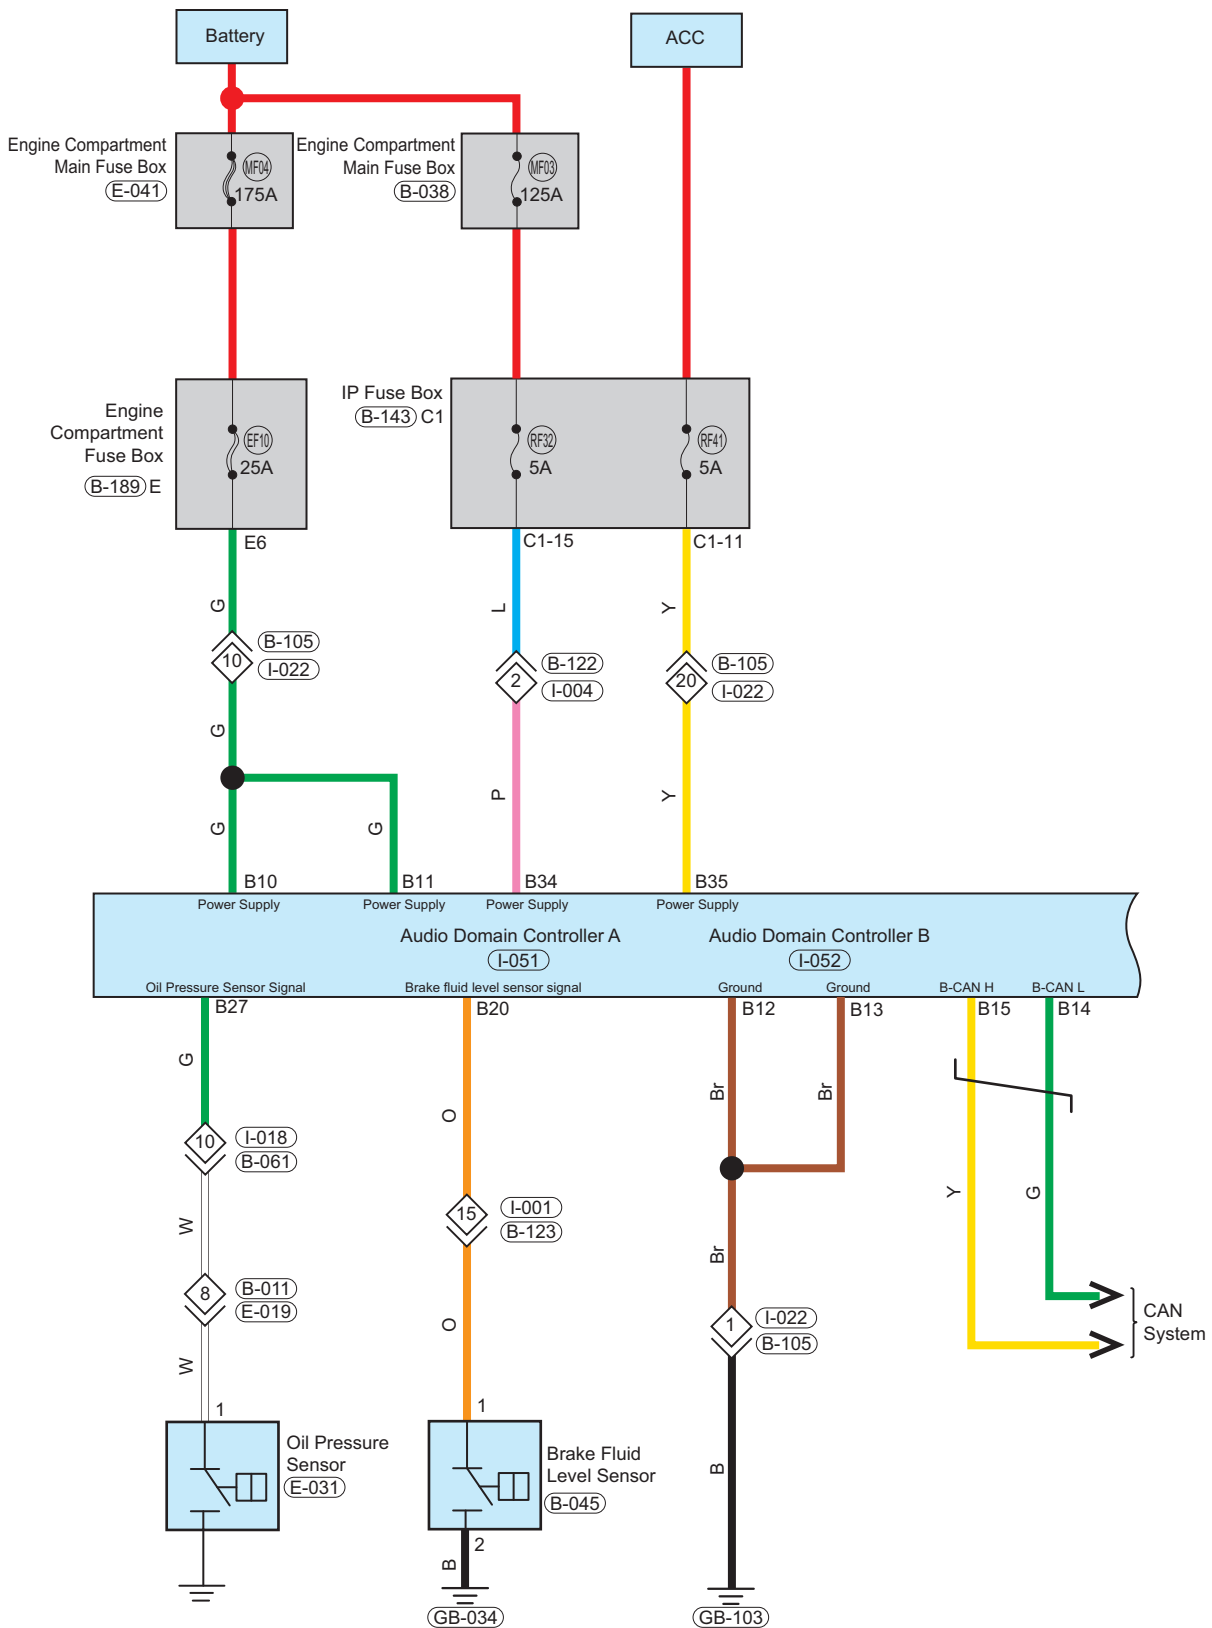 Battery
ACC
Engine Compartment
Main Fuse Box
E-041
MF04
175A
Engine Compartment
Main Fuse Box
B-038
MF03
125A
Engine
Compartment
Fuse Box
B-189 E
EF10
25A
IP Fuse Box
B-143 C1
RF32
5A
RF41
5A
E6
C1-15
C1-11
G
L
Y
10
B-105
I-022
2
B-122
I-004
20
B-105
I-022
G
P
Y
G
G
B10
B11
B34
B35
Power Supply
Power Supply
Power Supply
Power Supply
Audio Domain Controller A
I-051
Audio Domain Controller B
I-052
Oil Pressure Sensor Signal
Brake fluid level sensor signal
Ground
Ground
B-CAN H
B-CAN L
B27
B20
B12
B13
B15
B14
G
O
Br
Br
10
I-018
B-061
15
I-001
B-123
W
Br
Y
G
8
B-011
E-019
O
1
I-022
B-105
CAN
System
W
B
1
Oil Pressure
Sensor
E-031
1
Brake Fluid
Level Sensor
B-045
2
B
GB-034
GB-103